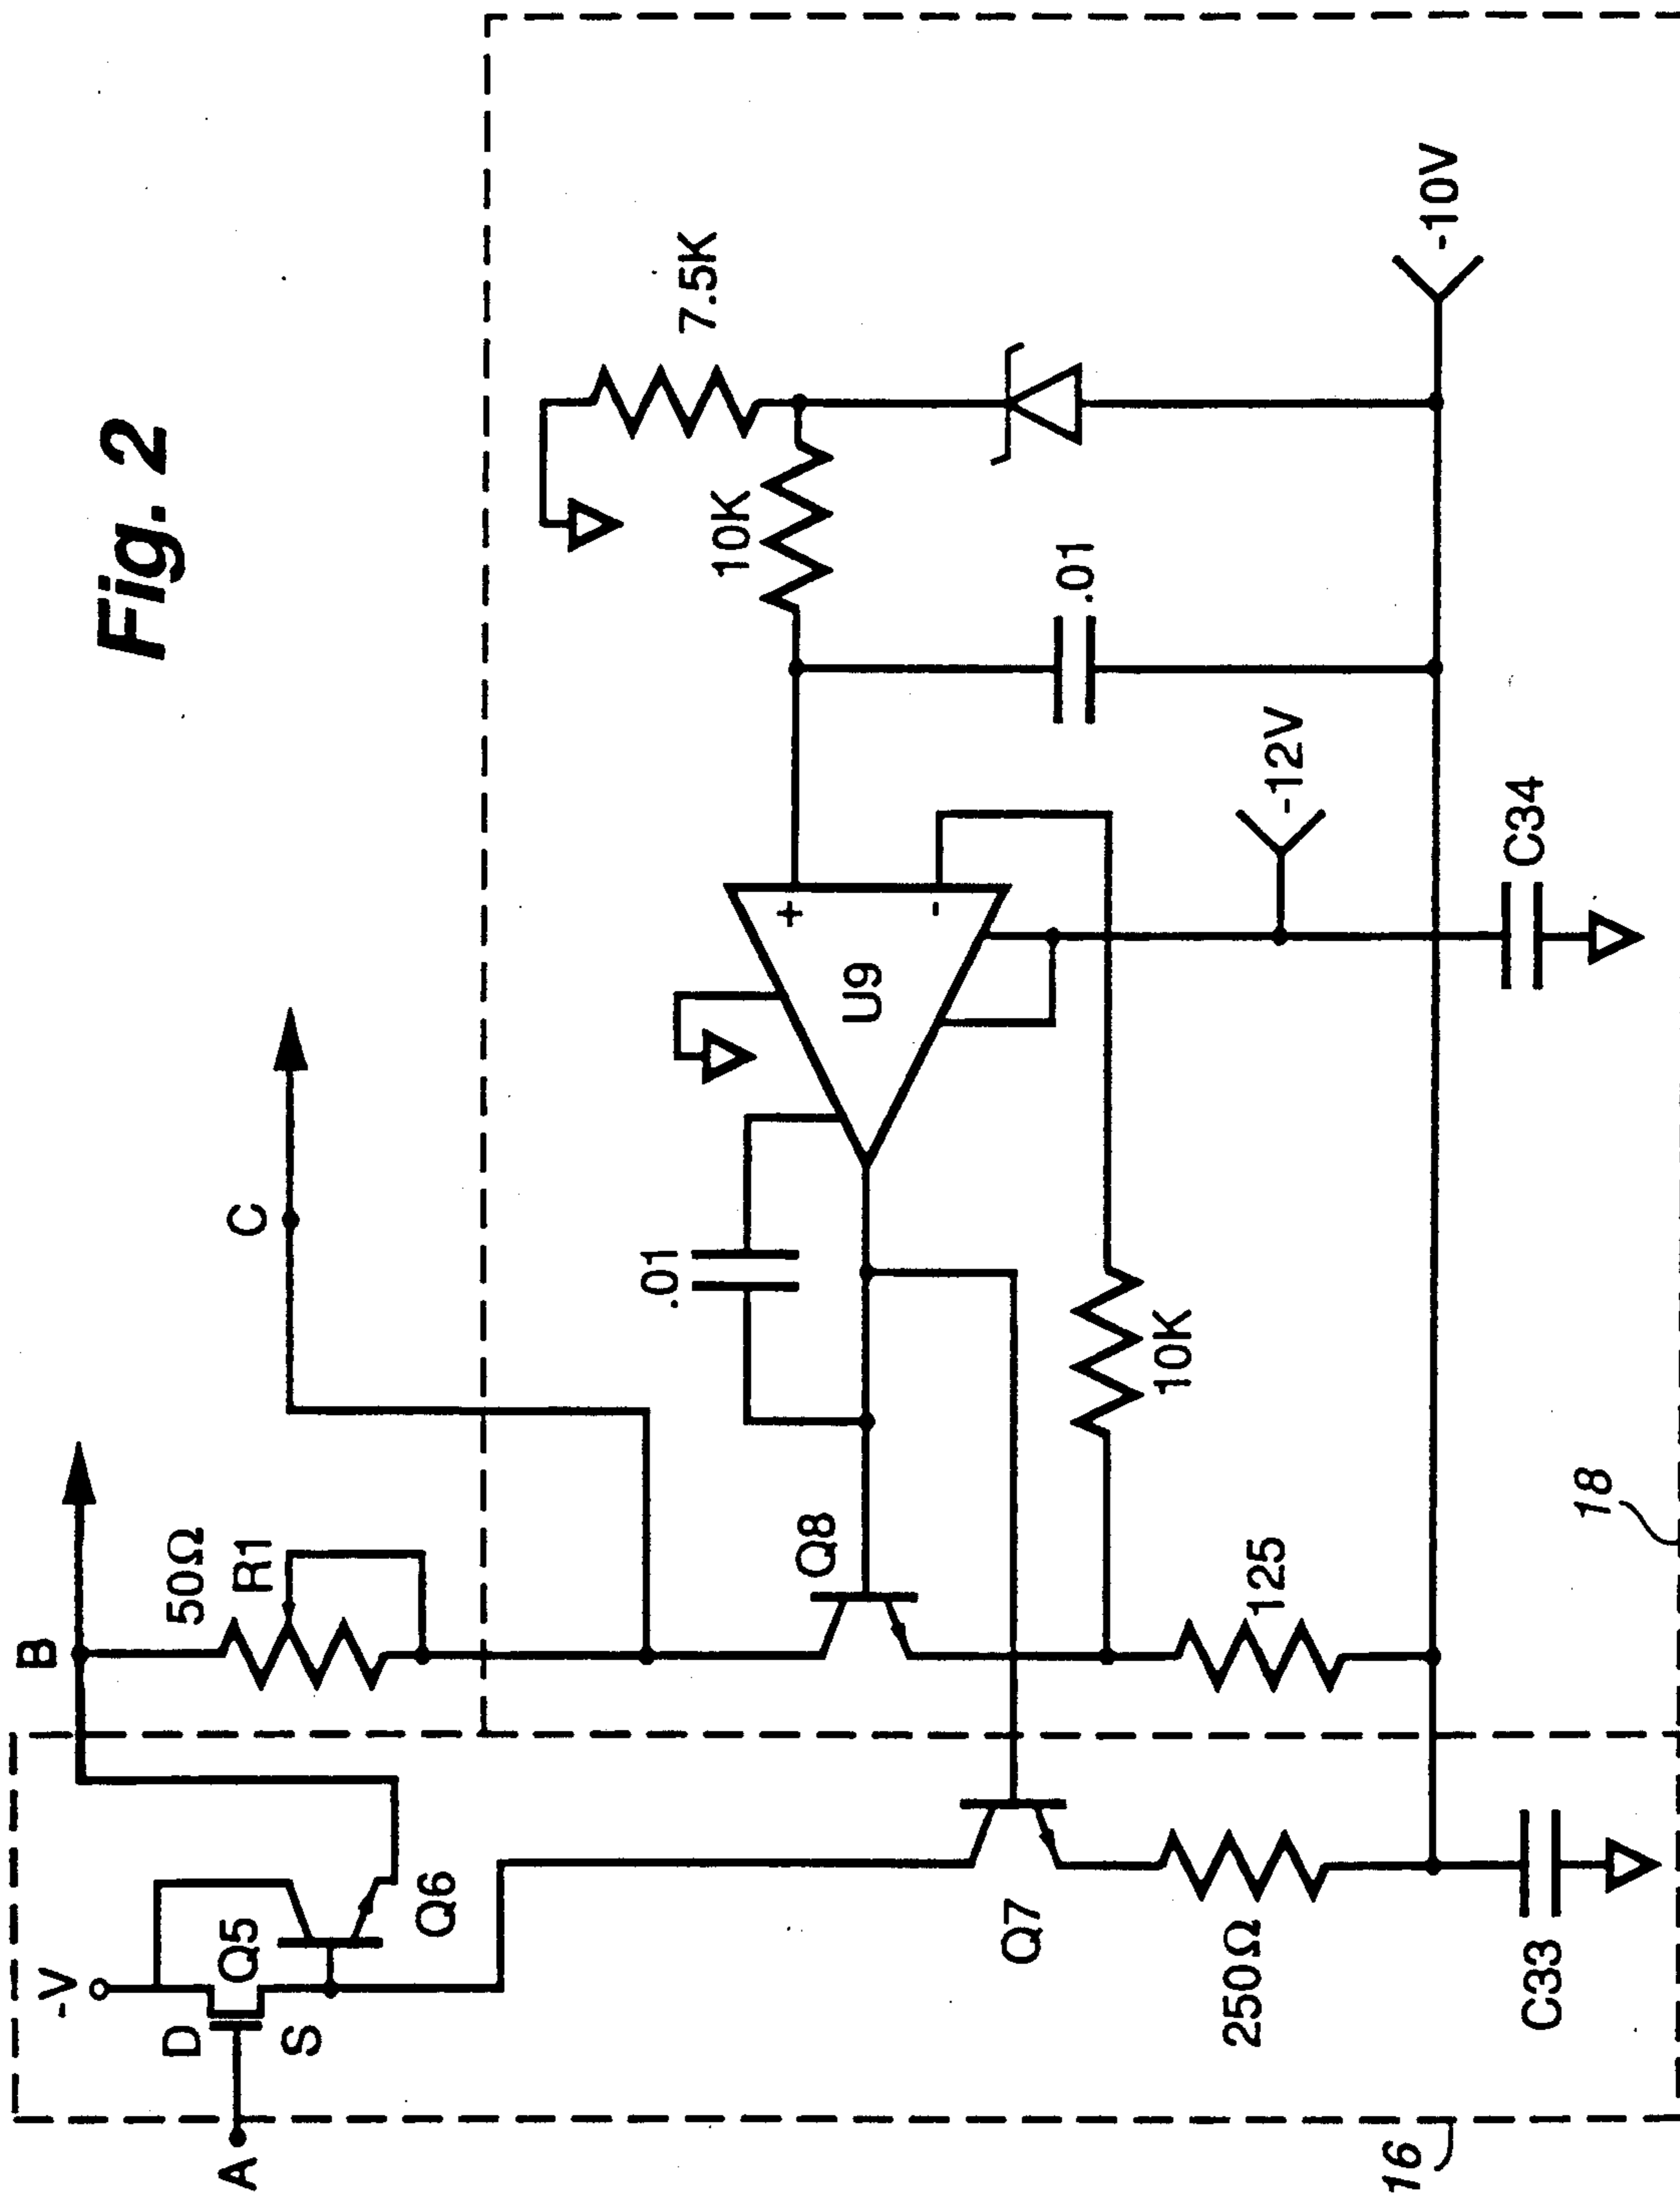 Fig. 2
B
50Ω
R1
C
-V
D
Q5
S
Q6
A
.01
10K
7.5K
+
-
U9
Q8
.01
Q7
10K
-12V
-10V
250Ω
125
C33
C34
16
18